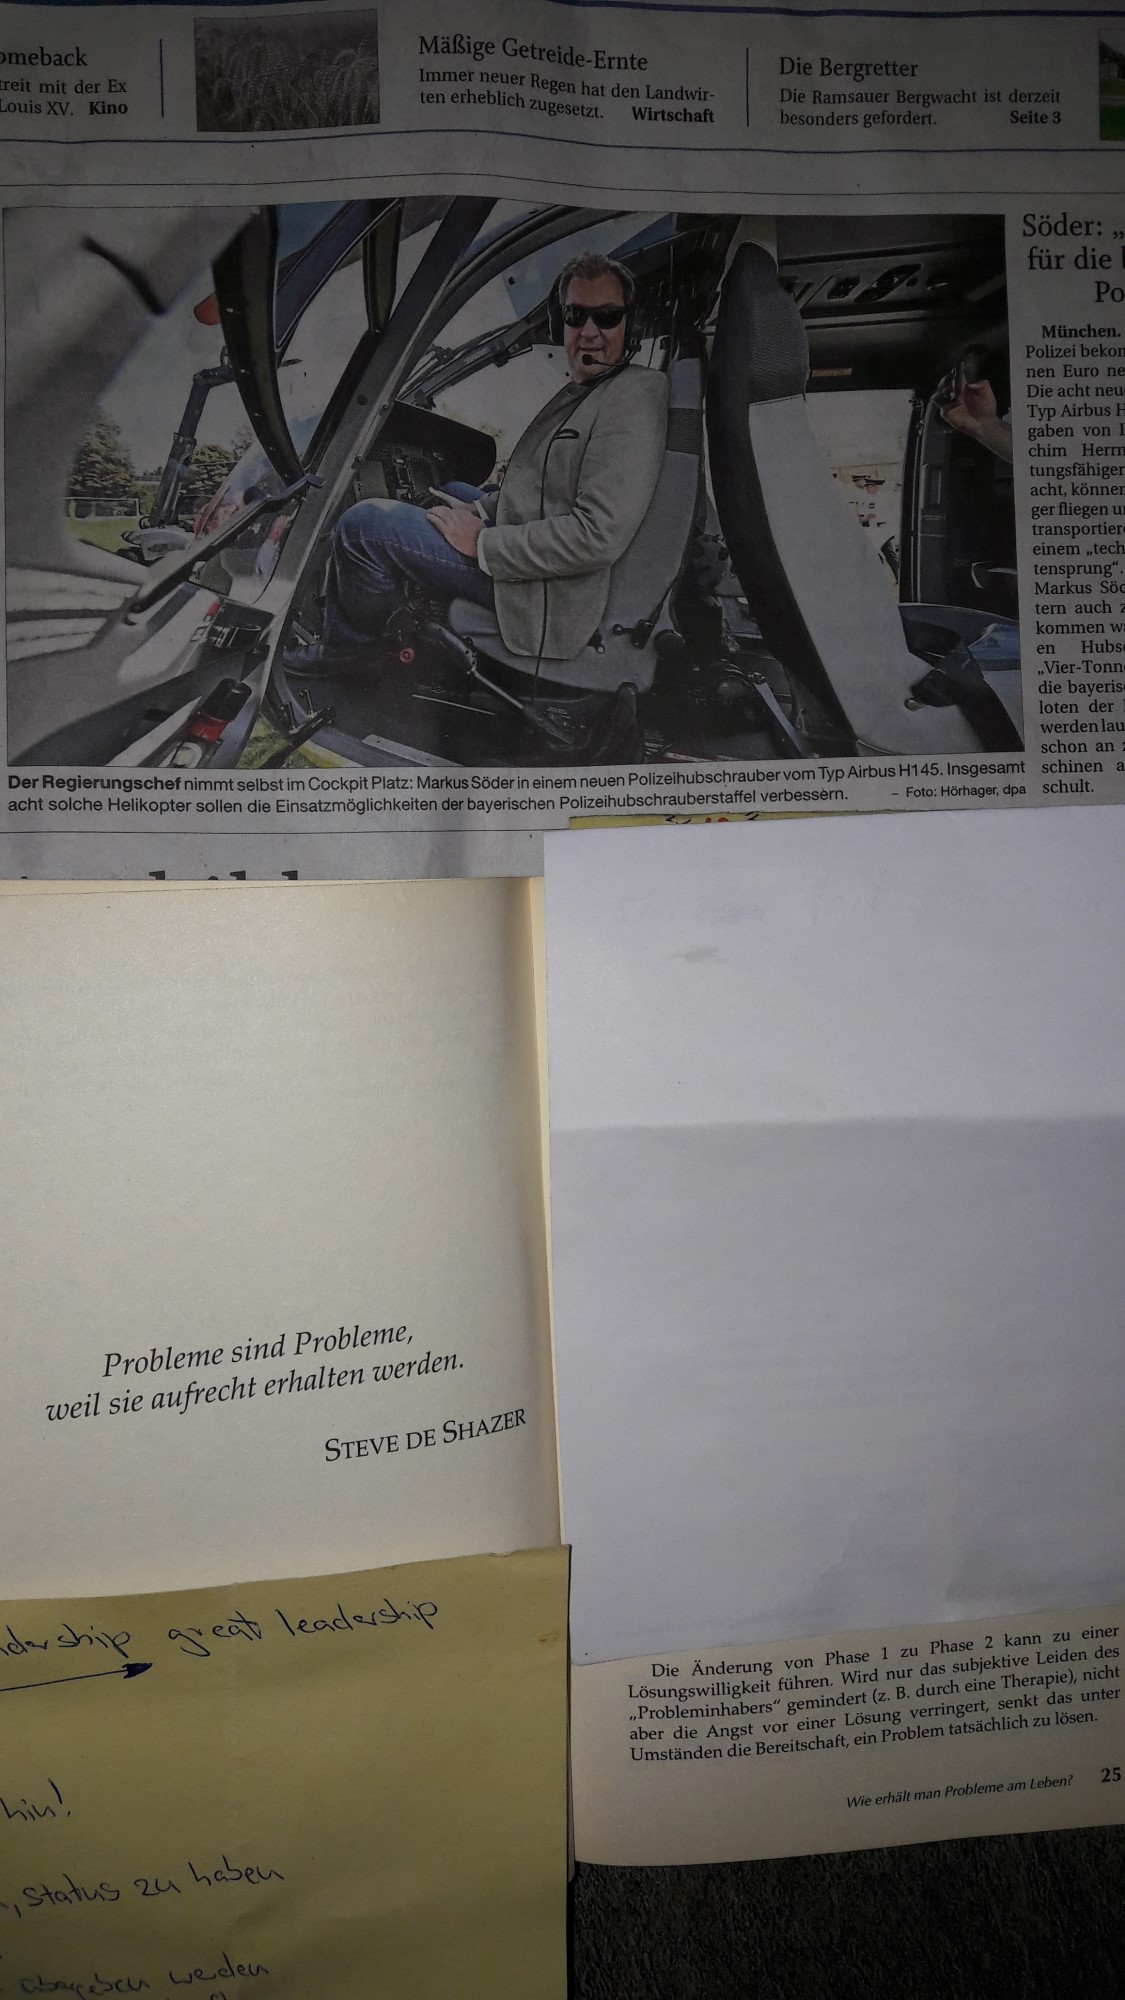 treit mit der Ex
Louis XV. Kino
Mäßige Getreide-Ernte
Immer neuer Regen hat den Landwir-
ten erheblich zugesetzt. Wirtschaft
Die Bergretter
Die Ramsauer Bergwacht ist derzeit
besonders gefordert. Seite 3
Der Regierungschef nimmt selbst im Cockpit Platz: Markus Söder in einem neuen Polizeihubschrauber vom Typ Airbus H145. Insgesamt
acht solche Helikopter sollen die Einsatzmöglichkeiten der bayerischen Polizeihubschrauberstaffel verbessern. – Foto: Hörhager, dpa
Söder: „
für die
Po
München.
Polizei bekom
nen Euro ne
Die acht neu
Typ Airbus H
gaben von I
chim Herrm
tungsfähiger
acht, können
ger fliegen u
transportier
einem „tech
tensprung“.
Markus Söd
tern auch z
kommen wa
en Hubs
„Vier-Tonn
die bayeris
loten der
werden lau
schon an z
schinen a
schult.
Probleme sind Probleme,
weil sie aufrecht erhalten werden.
STEVE DE SHAZER
dership great leadership
hin!
, status zu haben
abgeben werden
Die Änderung von Phase 1 zu Phase 2 kann zu einer
Lösungswilligkeit führen. Wird nur das subjektive Leiden des
„Probleminhabers“ gemindert (z. B. durch eine Therapie), nicht
aber die Angst vor einer Lösung verringert, senkt das unter
Umständen die Bereitschaft, ein Problem tatsächlich zu lösen.
Wie erhält man Probleme am Leben? 25